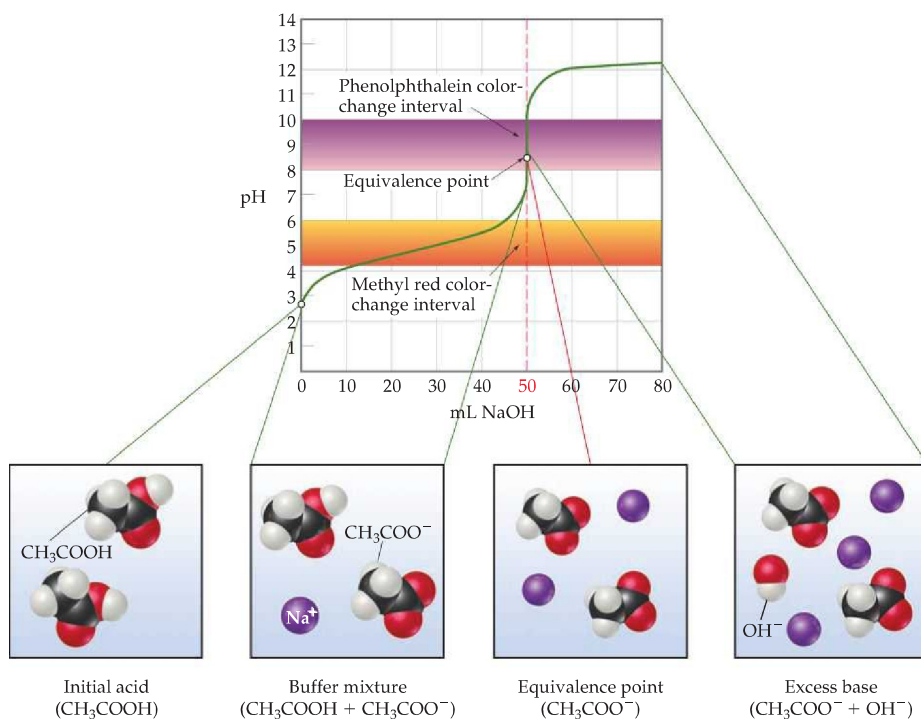 14
13
12
11
10
9
8
7
6
5
4
3
2
1
pH
Phenolphthalein color-
change interval
Equivalence point
Methyl red color-
change interval
0 10 20 30 40 50 60 70 80
mL NaOH
CH₃COOH
CH₃COO⁻
Na⁺
OH⁻
Initial acid
(CH₃COOH)
Buffer mixture
(CH₃COOH + CH₃COO⁻)
Equivalence point
(CH₃COO⁻)
Excess base
(CH₃COO⁻ + OH⁻)